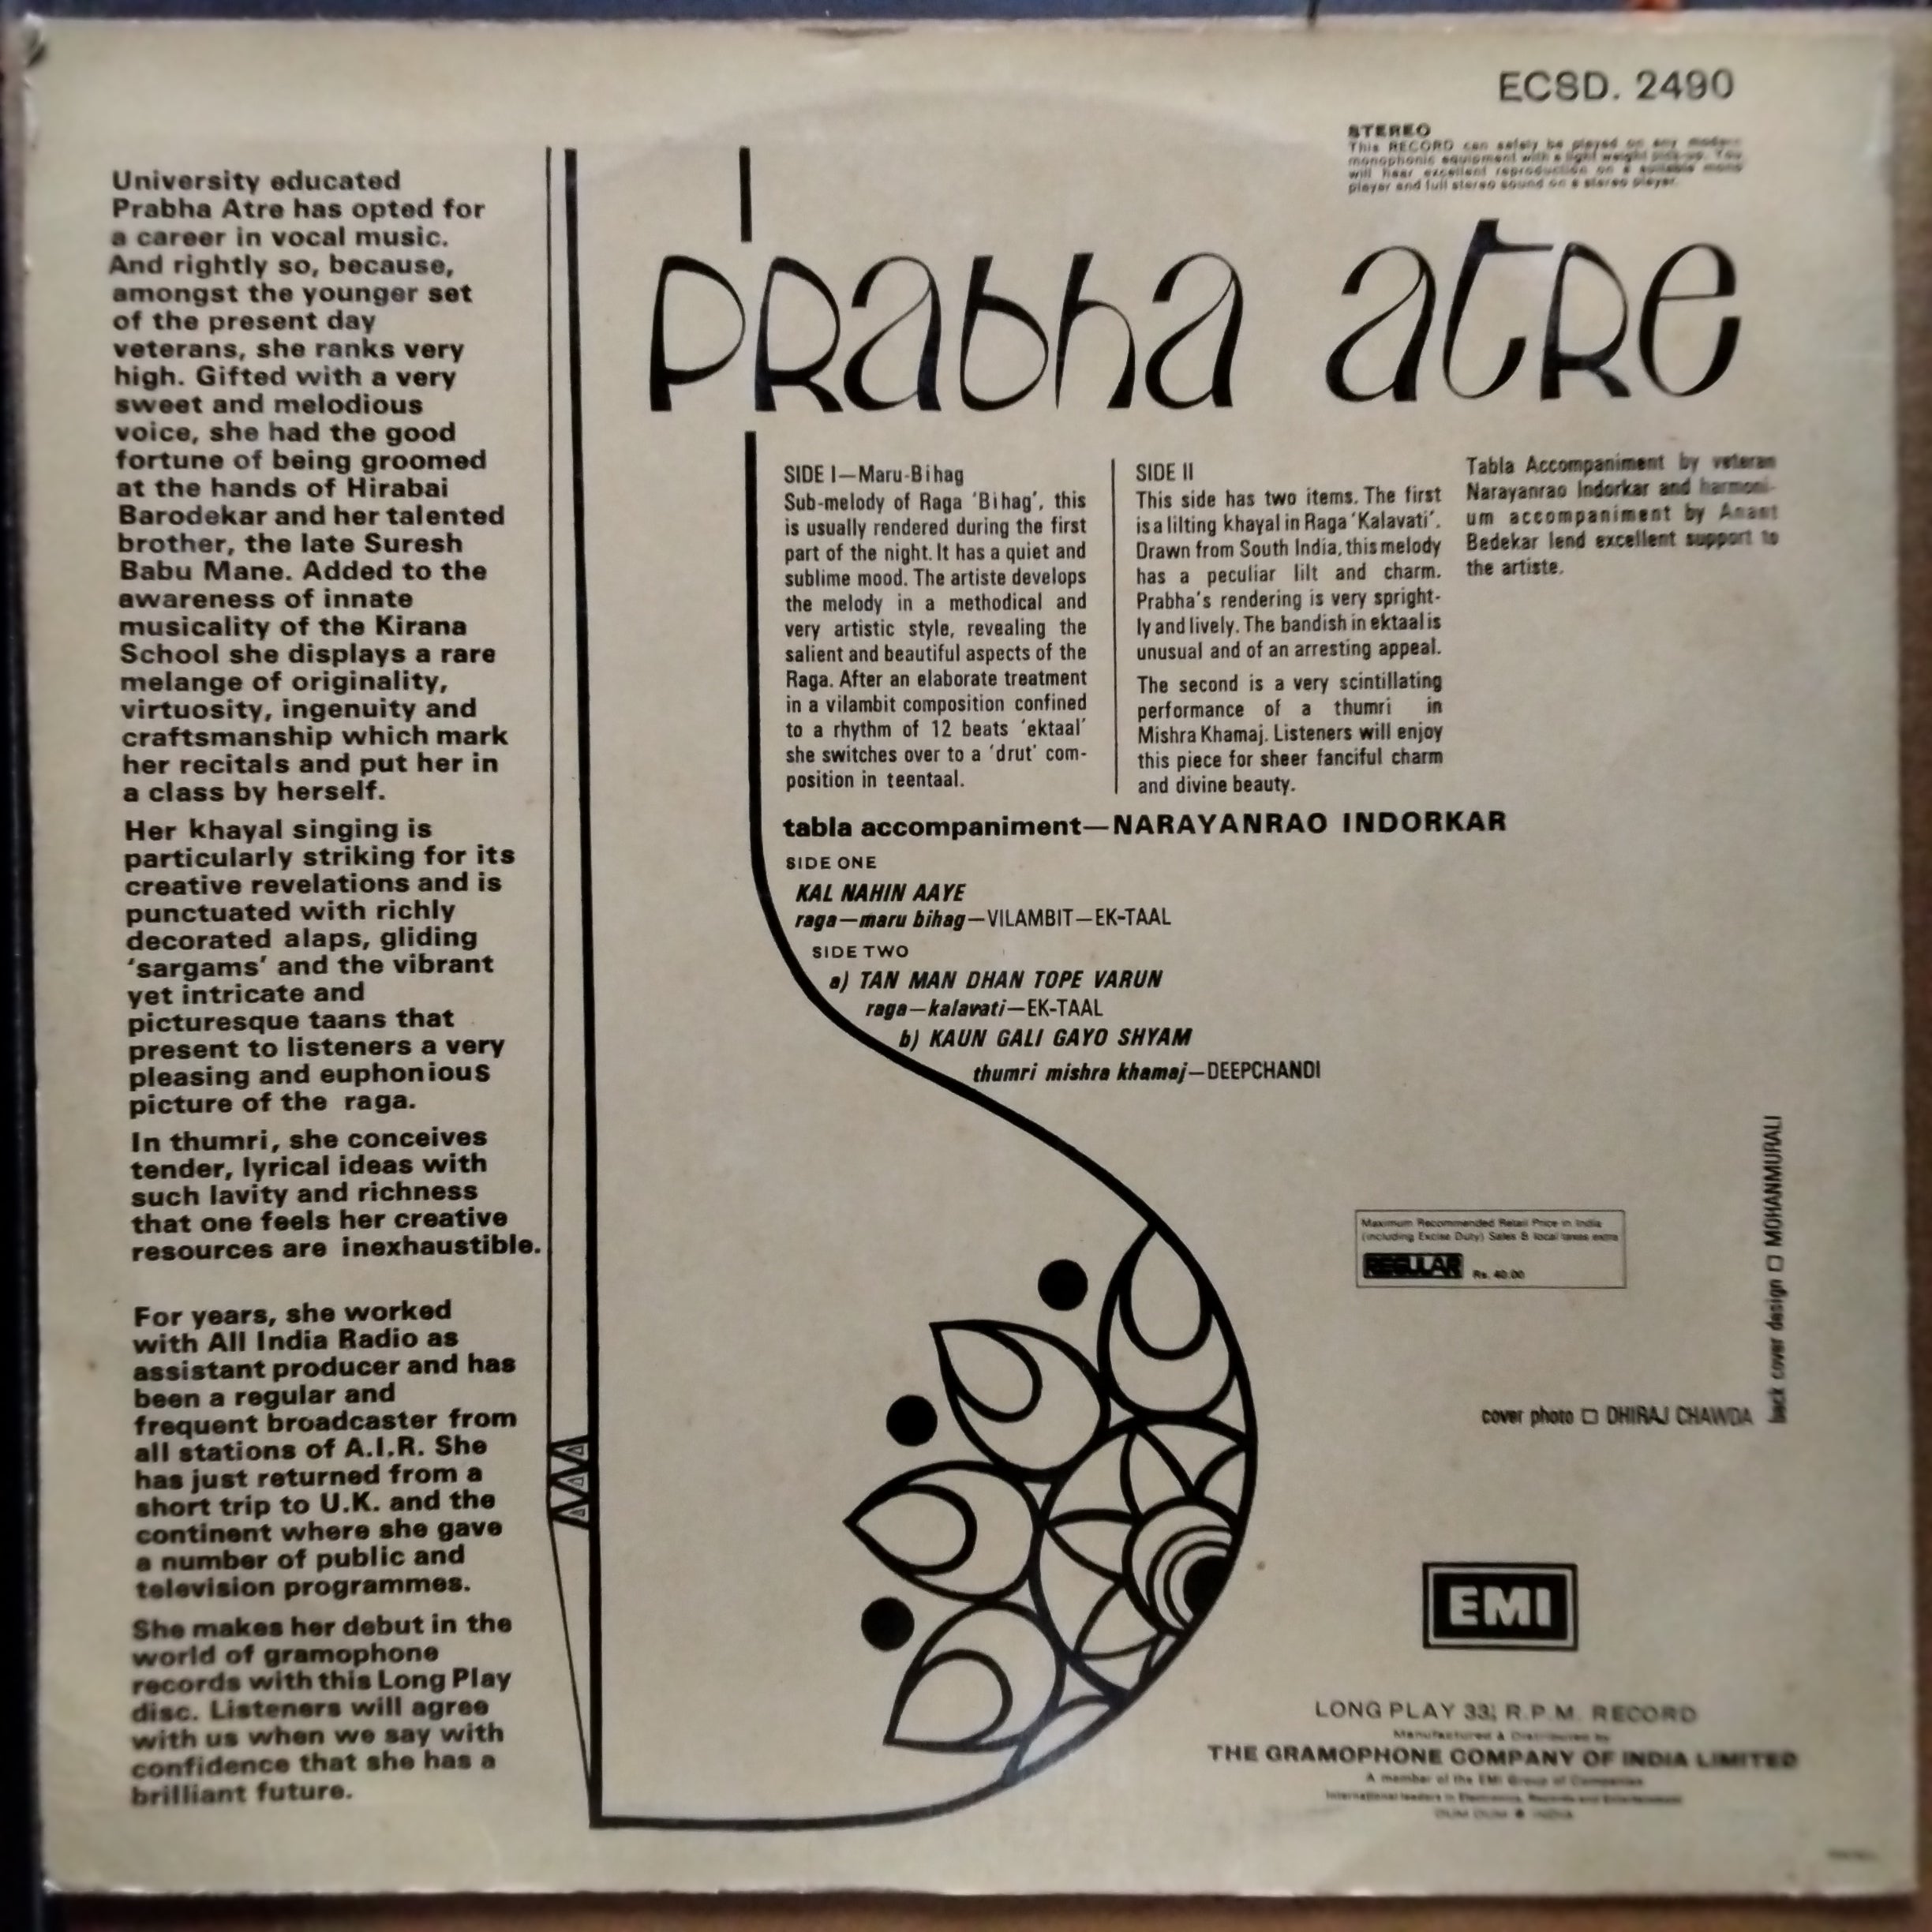 ECSD. 2490
STEREO
This RECORD can safely be played on any modern
monophonic equipment with a light weight pick-up. You
will hear excellent reproduction on a suitable mono
player and full stereo sound on a stereo player.
PRabha atRe
University educated
Prabha Atre has opted for
a career in vocal music.
And rightly so, because,
amongst the younger set
of the present day
veterans, she ranks very
high. Gifted with a very
sweet and melodious
voice, she had the good
fortune of being groomed
at the hands of Hirabai
Barodekar and her talented
brother, the late Suresh
Babu Mane. Added to the
awareness of innate
musicality of the Kirana
School she displays a rare
melange of originality,
virtuosity, ingenuity and
craftsmanship which mark
her recitals and put her in
a class by herself.
Her khayal singing is
particularly striking for its
creative revelations and is
punctuated with richly
decorated alaps, gliding
‘sargams’ and the vibrant
yet intricate and
picturesque taans that
present to listeners a very
pleasing and euphonious
picture of the raga.
In thumri, she conceives
tender, lyrical ideas with
such lavity and richness
that one feels her creative
resources are inexhaustible.
For years, she worked
with All India Radio as
assistant producer and has
been a regular and
frequent broadcaster from
all stations of A.I.R. She
has just returned from a
short trip to U.K. and the
continent where she gave
a number of public and
television programmes.
She makes her debut in the
world of gramophone
records with this Long Play
disc. Listeners will agree
with us when we say with
confidence that she has a
brilliant future.
SIDE I—Maru-Bihag
Sub-melody of Raga ‘Bihag’, this
is usually rendered during the first
part of the night. It has a quiet and
sublime mood. The artiste develops
the melody in a methodical and
very artistic style, revealing the
salient and beautiful aspects of the
Raga. After an elaborate treatment
in a vilambit composition confined
to a rhythm of 12 beats ‘ektaal’
she switches over to a ‘drut’ com-
position in teentaal.
SIDE II
This side has two items. The first
is a lilting khayal in Raga ‘Kalavati’.
Drawn from South India, this melody
has a peculiar lilt and charm.
Prabha’s rendering is very spright-
ly and lively. The bandish in ektaal is
unusual and of an arresting appeal.
The second is a very scintillating
performance of a thumri in
Mishra Khamaj. Listeners will enjoy
this piece for sheer fanciful charm
and divine beauty.
Tabla Accompaniment by veteran
Narayanrao Indorkar and harmoni-
um accompaniment by Anant
Bedekar lend excellent support to
the artiste.
tabla accompaniment—NARAYANRAO INDORKAR
SIDE ONE
KAL NAHIN AAYE
raga—maru bihag—VILAMBIT—EK-TAAL
SIDE TWO
a) TAN MAN DHAN TOPE VARUN
raga—kalavati—EK-TAAL
b) KAUN GALI GAYO SHYAM
thumri mishra khamaj—DEEPCHANDI
Maximum Recommended Retail Price in India
(including Excise Duty) Sales & local taxes extra
REGULAR Rs. 40.00
back cover design □ MOHANMURALI
cover photo □ DHIRAJ CHAWDA
EMI
LONG PLAY 33⅓ R.P.M. RECORD
Manufactured & Distributed by
THE GRAMOPHONE COMPANY OF INDIA LIMITED
A member of the EMI Group of Companies
International leaders in Electronics, Records and Entertainment
DUM DUM ● INDIA